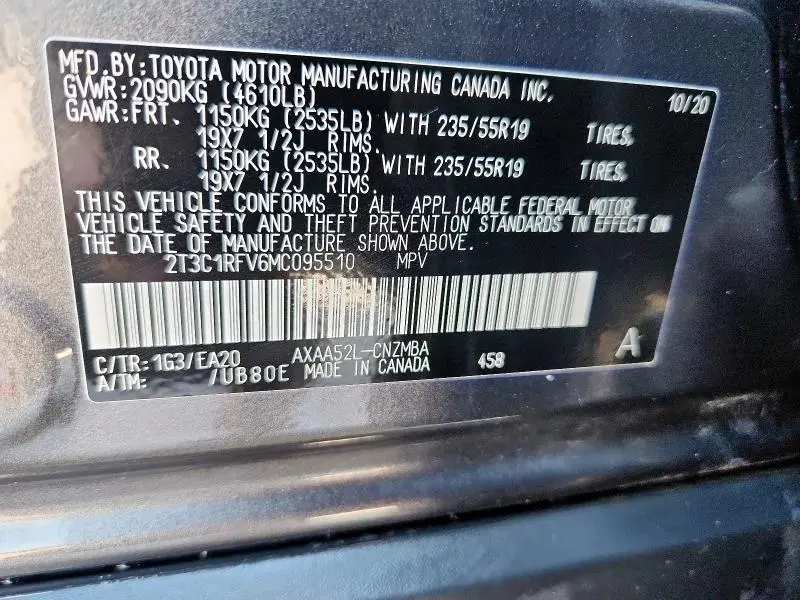 MFD.BY:TOYOTA MOTOR MANUFACTURING CANADA INC.
GVWR:2090KG (4610LB) 10/20
GAWR:FRT. 1150KG (2535LB) WITH 235/55R19 TIRES,
19X7 1/2J RIMS.
RR. 1150KG (2535LB) WITH 235/55R19 TIRES,
19X7 1/2J RIMS.
THIS VEHICLE CONFORMS TO ALL APPLICABLE FEDERAL MOTOR
VEHICLE SAFETY AND THEFT PREVENTION STANDARDS IN EFFECT ON
THE DATE OF MANUFACTURE SHOWN ABOVE.
2T3C1RFV6MC095510 MPV
C/TR:1G3/EA20 AXAA52L-CNZMBA 458 A
A/TM: /UB80E MADE IN CANADA